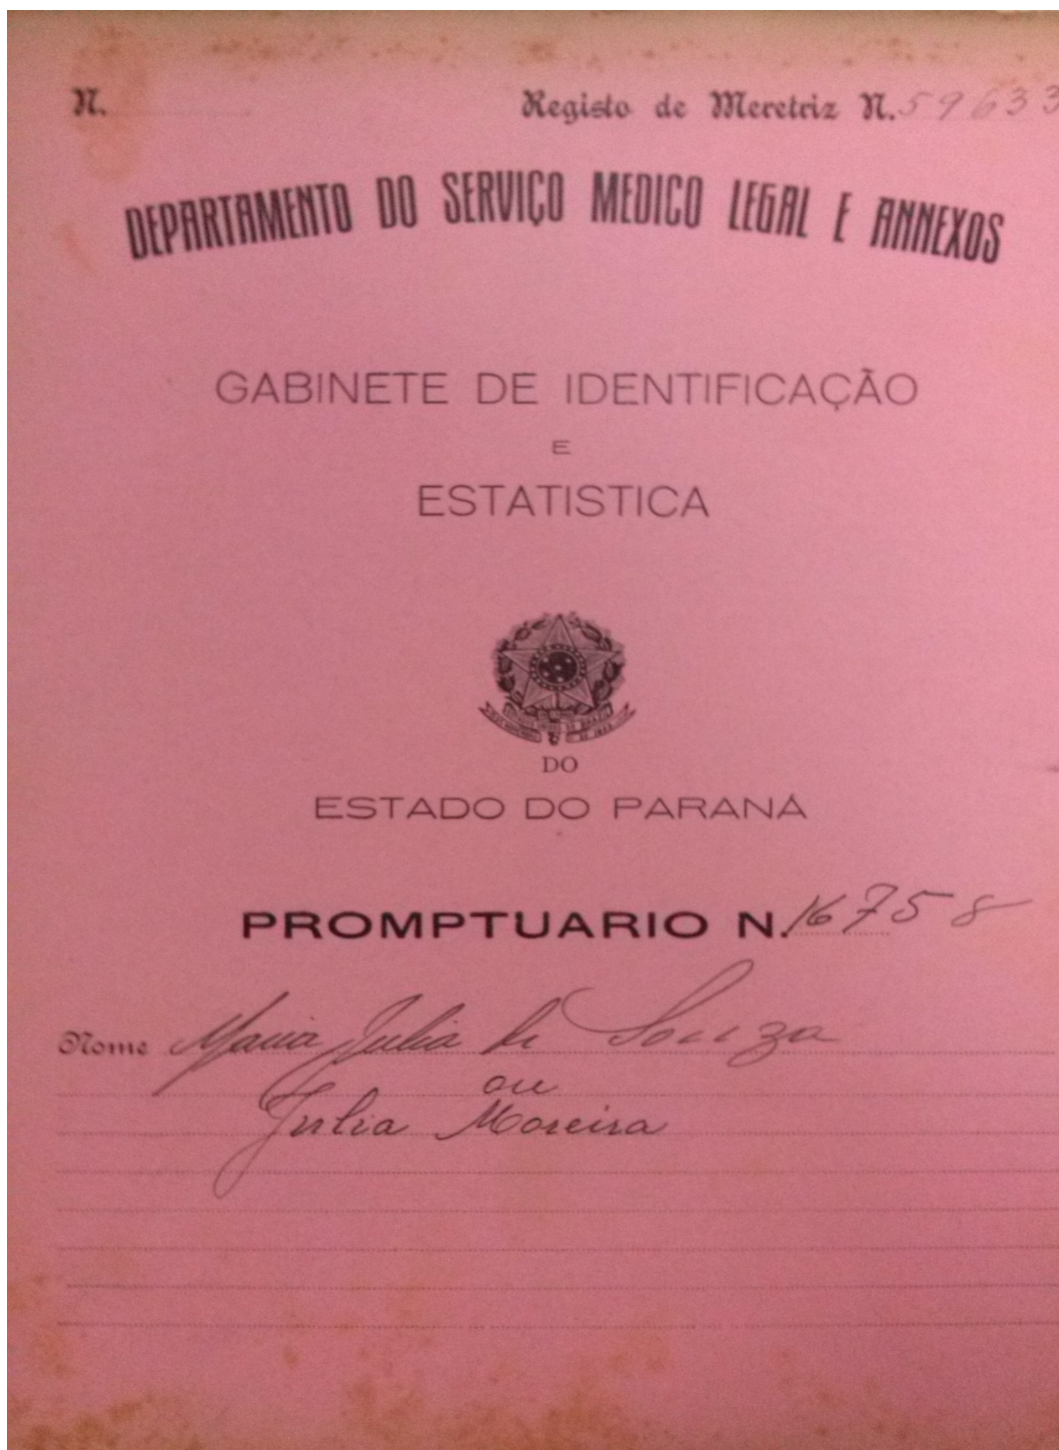 N. Registo de Meretriz N. 59633
DEPARTAMENTO DO SERVIÇO MEDICO LEGAL E ANNEXOS
GABINETE DE IDENTIFICAÇÃO
E
ESTATISTICA
DO
ESTADO DO PARANÁ
PROMPTUARIO N. 16758
Nome Maria Julia de Souza
ou
Julia Moreira